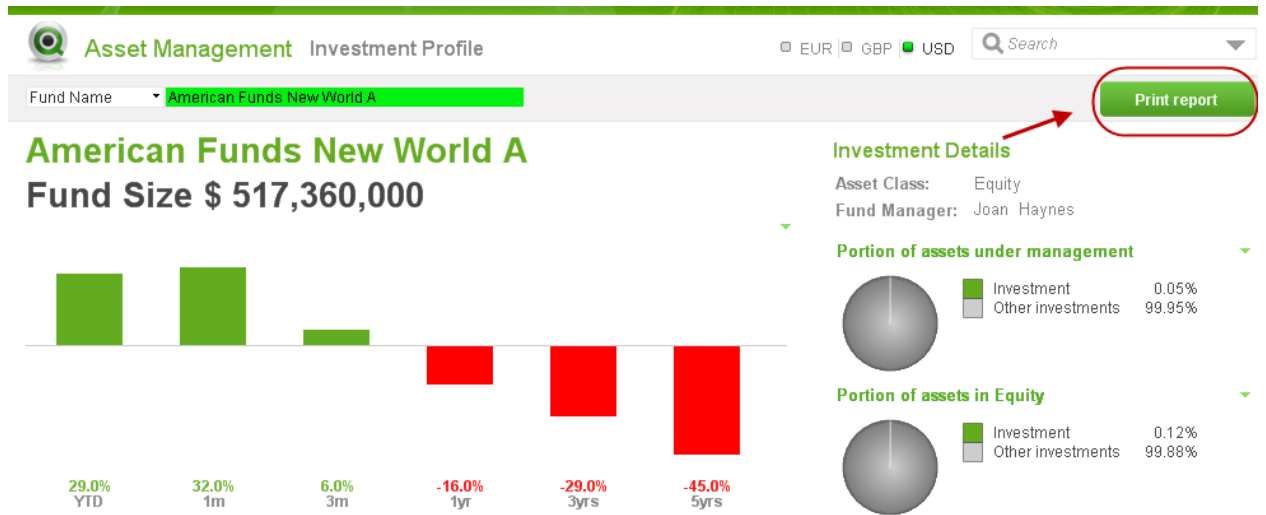 Asset Management Investment Profile
EUR GBP USD Search
Fund Name American Funds New World A
Print report
American Funds New World A
Fund Size $ 517,360,000
29.0% 32.0% 6.0% -16.0% -29.0% -45.0%
YTD 1m 3m 1yr 3yrs 5yrs
Investment Details
Asset Class: Equity
Fund Manager: Joan Haynes
Portion of assets under management
Investment 0.05%
Other investments 99.95%
Portion of assets in Equity
Investment 0.12%
Other investments 99.88%